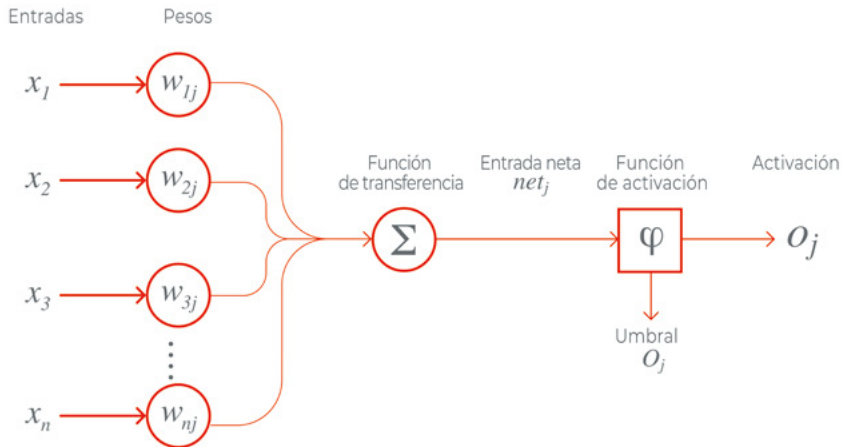 Entradas
Pesos
x₁
w₁ⱼ
x₂
w₂ⱼ
x₃
w₃ⱼ
xₙ
wₙⱼ
Función
de transferencia
Σ
Entrada neta
netⱼ
Función
de activación
φ
Umbral
Oⱼ
Activación
oⱼ